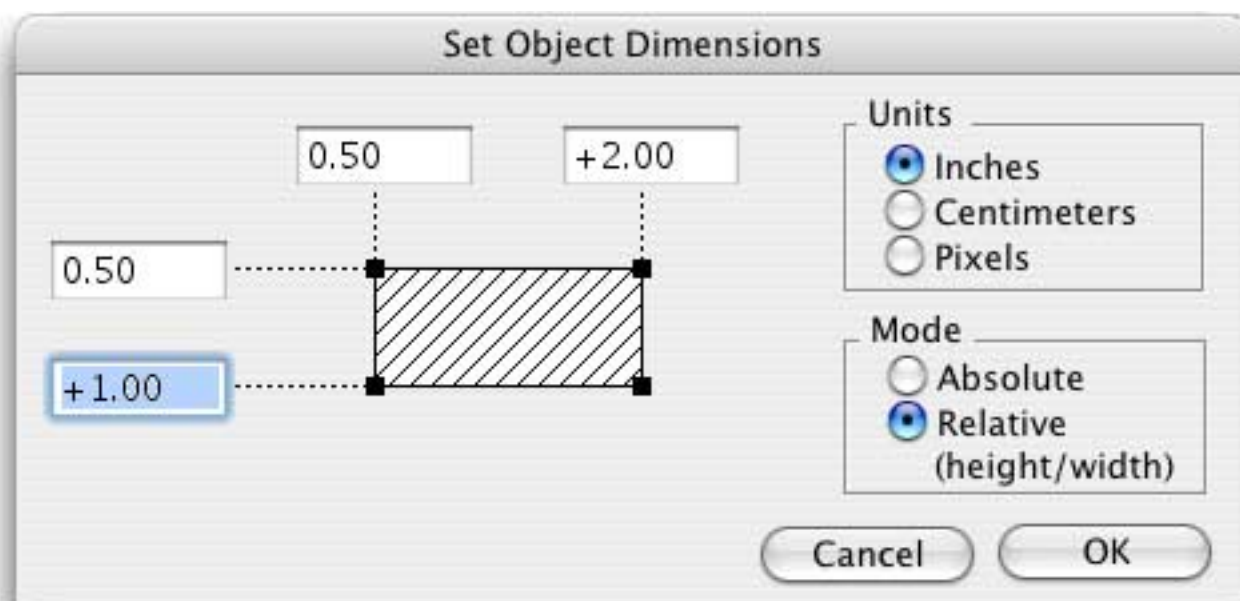 Set Object Dimensions
0.50
+2.00
0.50
+1.00
Units
Inches
Centimeters
Pixels
Mode
Absolute
Relative
(height/width)
Cancel
OK